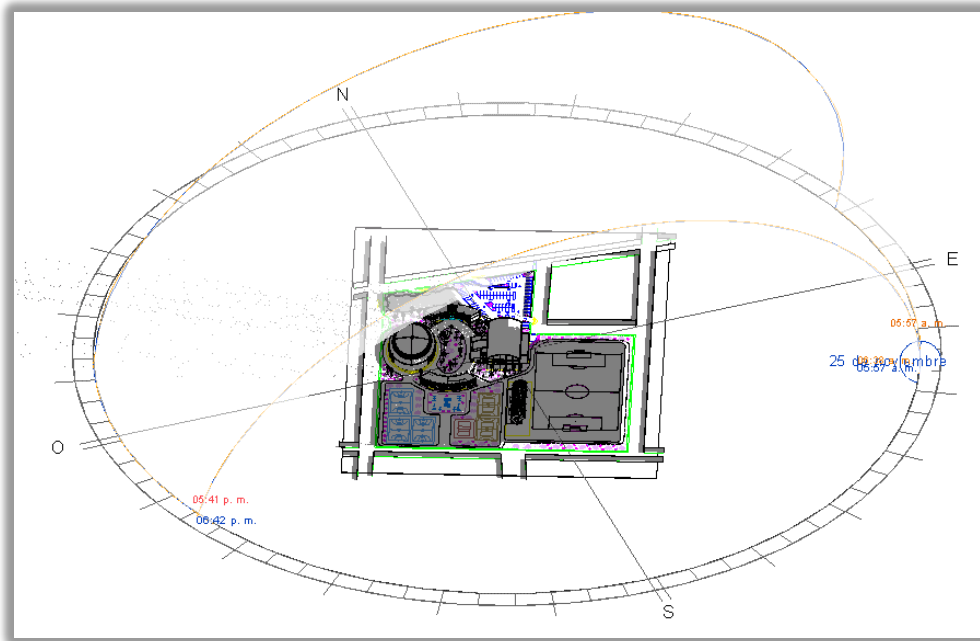 N
E
05:57 a. m.
25 de noviembre
05:57 a. m.
O
05:41 p. m.
06:42 p. m.
S